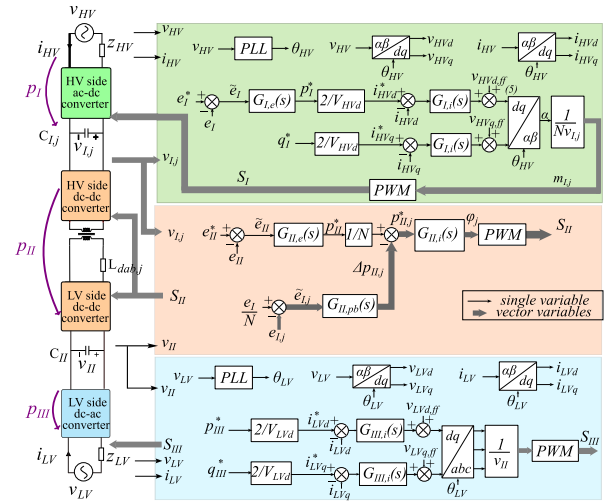 v_HV
i_HV
z_HV
v_HV
i_HV
p_I
HV side
ac-dc
converter
C_I,j
v_I,j
v_I,j
HV side
dc-dc
converter
p_II
L_dab,j
v_I,j
LV side
dc-dc
converter
S_II
C_II
v_II
v_II
v_II
p_III
LV side
dc-ac
converter
S_III
i_LV
z_LV
v_LV
i_LV
v_LV
v_HV PLL θ_HV
v_HV αβ dq v_HVd
v_HVq
θ_HV
i_HV αβ dq i_HVd
i_HVq
θ_HV
e_I^* + - ẽ_I G_I,e(s) p_I^* 2/V_HVd i_HVd^* + - G_I,i(s) v_HVd,ff + + (5)
e_I
i_HVd
q_I^* 2/V_HVd i_HVq^* + - G_I,i(s) v_HVq,ff + +
i_HVq
dq αβ α 1 Nv_I,j
θ_HV
S_I PWM m_I,j
e_II^* + - ẽ_II G_II,e(s) p_II^* 1/N + - p_II,j^* G_II,i(s) φ_j PWM S_II
e_II
Δp_II,j
e_I N + - ẽ_I,j G_II,pb(s)
e_I,j
single variable
vector variables
v_LV PLL θ_LV
v_LV αβ dq v_LVd
v_LVq
θ_LV
i_LV αβ dq i_LVd
i_LVq
θ_LV
p_III^* 2/V_LVd i_LVd^* + - G_III,i(s) v_LVd,ff + +
i_LVd
q_III^* 2/V_LVd i_LVq^* + - G_III,i(s) v_LVq,ff + +
i_LVq
dq abc 1 v_II PWM S_III
θ_LV